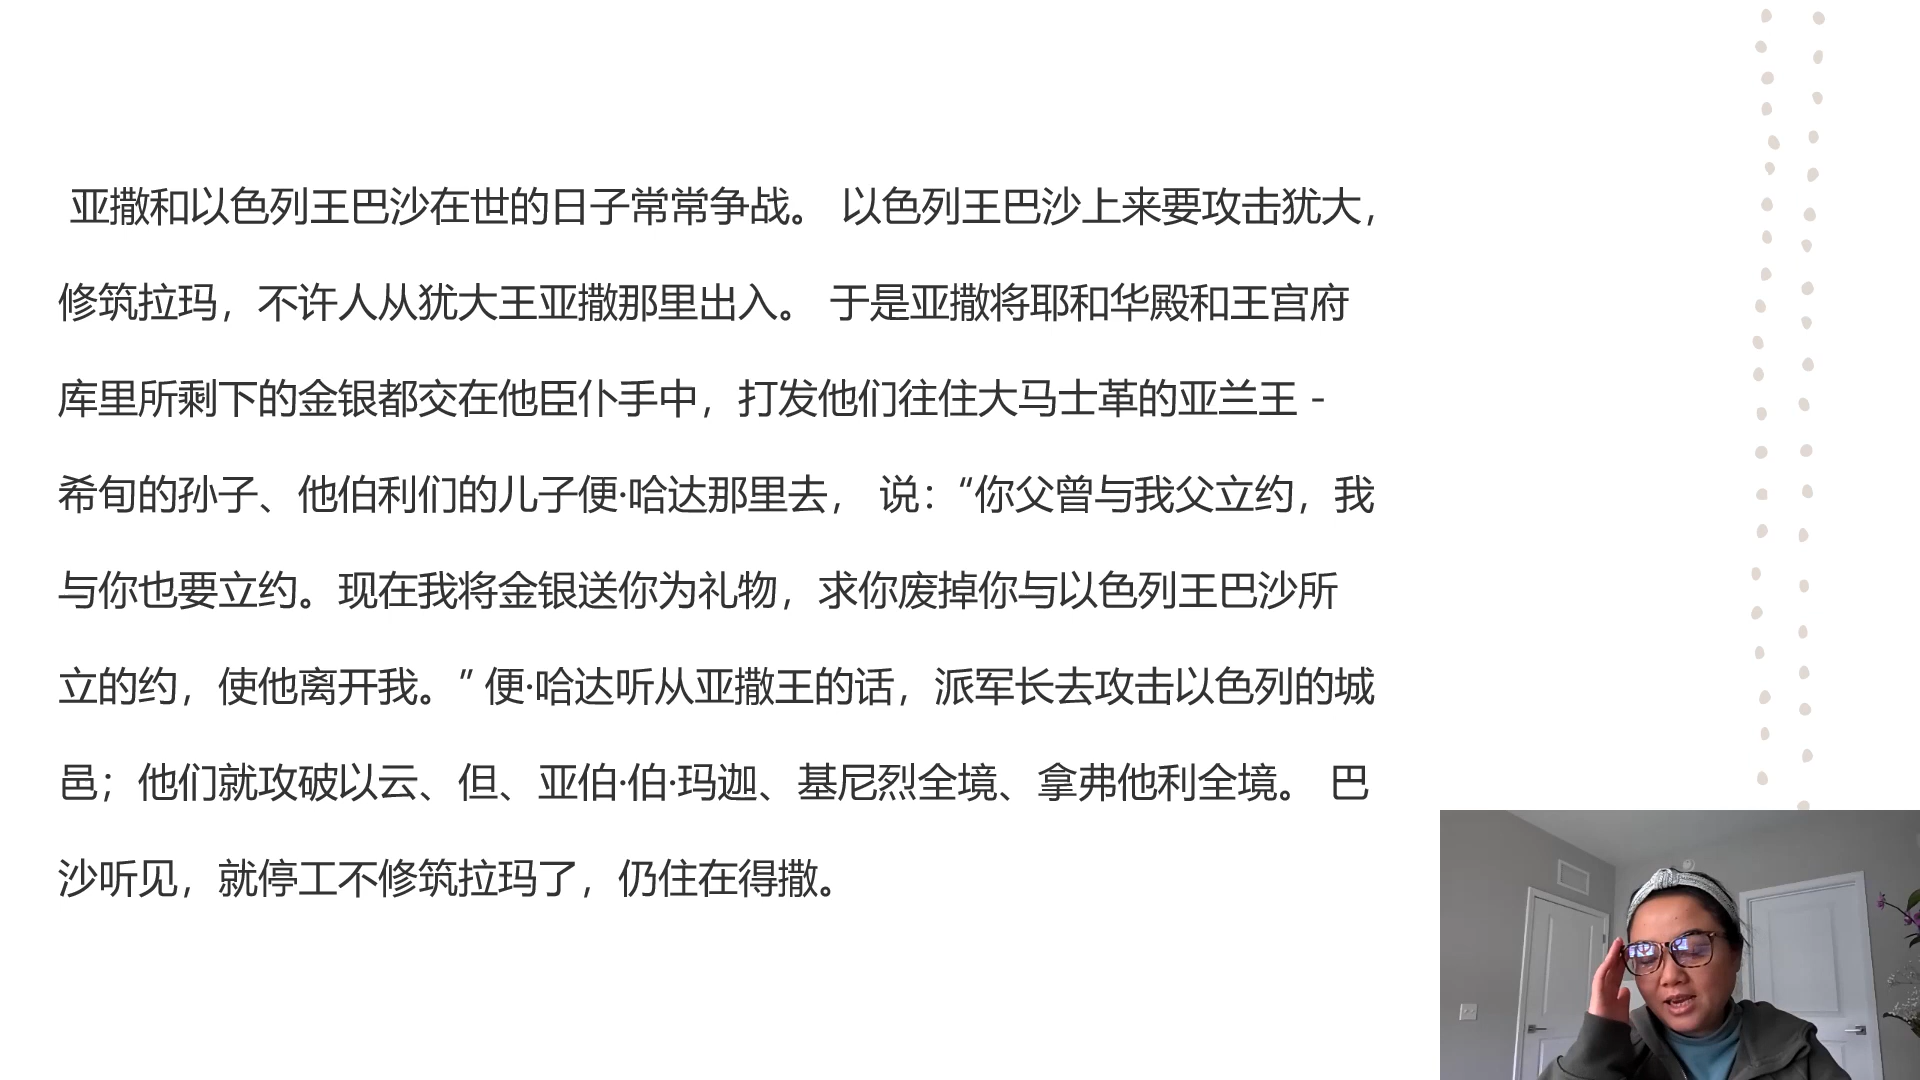 亚撒和以色列王巴沙在世的日子常常争战。 以色列王巴沙上来要攻击犹大，
修筑拉玛，不许人从犹大王亚撒那里出入。 于是亚撒将耶和华殿和王宫府
库里所剩下的金银都交在他臣仆手中，打发他们往住大马士革的亚兰王 -
希旬的孙子、他伯利们的儿子便·哈达那里去， 说：“你父曾与我父立约，我
与你也要立约。现在我将金银送你为礼物，求你废掉你与以色列王巴沙所
立的约，使他离开我。” 便·哈达听从亚撒王的话，派军长去攻击以色列的城
邑；他们就攻破以云、但、亚伯·伯·玛迦、基尼烈全境、拿弗他利全境。 巴
沙听见，就停工不修筑拉玛了，仍住在得撒。